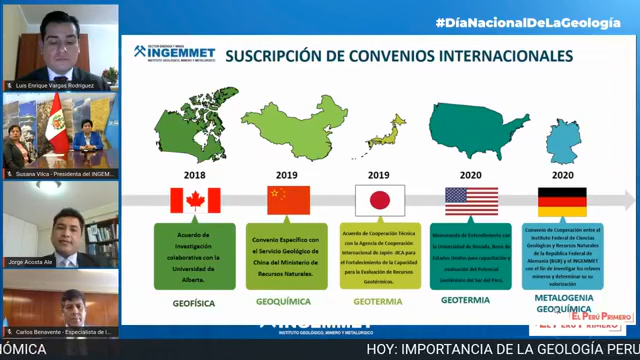 #DíaNacionalDeLaGeología
SECTOR ENERGÍA Y MINAS
INGEMMET
INSTITUTO GEOLÓGICO, MINERO Y METALÚRGICO
SUSCRIPCIÓN DE CONVENIOS INTERNACIONALES
Luis Enrique Vargas Rodriguez
Susana Vilca - Presidenta del INGEM...
Jorge Acosta Ale
Carlos Benavente - Especialista de I...
2018
2019
2019
2020
2020
Acuerdo de
Investigación
colaborativa con la
Universidad de
Alberta.
GEOFÍSICA
Convenio Específico con
el Servicio Geológico de
China del Ministerio de
Recursos Naturales.
GEOQUÍMICA
Acuerdo de Cooperación Técnica
con la Agencia de Cooperación
Internacional de Japón -JICA para
el Fortalecimiento de la Capacidad
para la Evaluación de Recursos
Geotérmicos.
GEOTERMIA
Memorando de Entendimiento con
la Universidad de Nevada, Reno
de Estados Unidos para capacitación y
evaluación del Potencial
Geotérmico del Sur del Perú.
GEOTERMIA
Convenio de Cooperación entre el
Instituto Federal de Ciencias
Geológicas y Recursos Naturales
de la República Federal de
Alemania (BGR) y el INGEMMET
con el fin de investigar los relaves
mineros y determinar su
valorización
METALOGENIA
GEOQUÍMICA
EL PERÚ PRIMERO
INGEMMET
INSTITUTO GEOLÓGICO, MINERO Y METALÚRGICO
EL PERÚ PRIMERO
NÓMICA
HOY: IMPORTANCIA DE LA GEOLOGÍA PERU